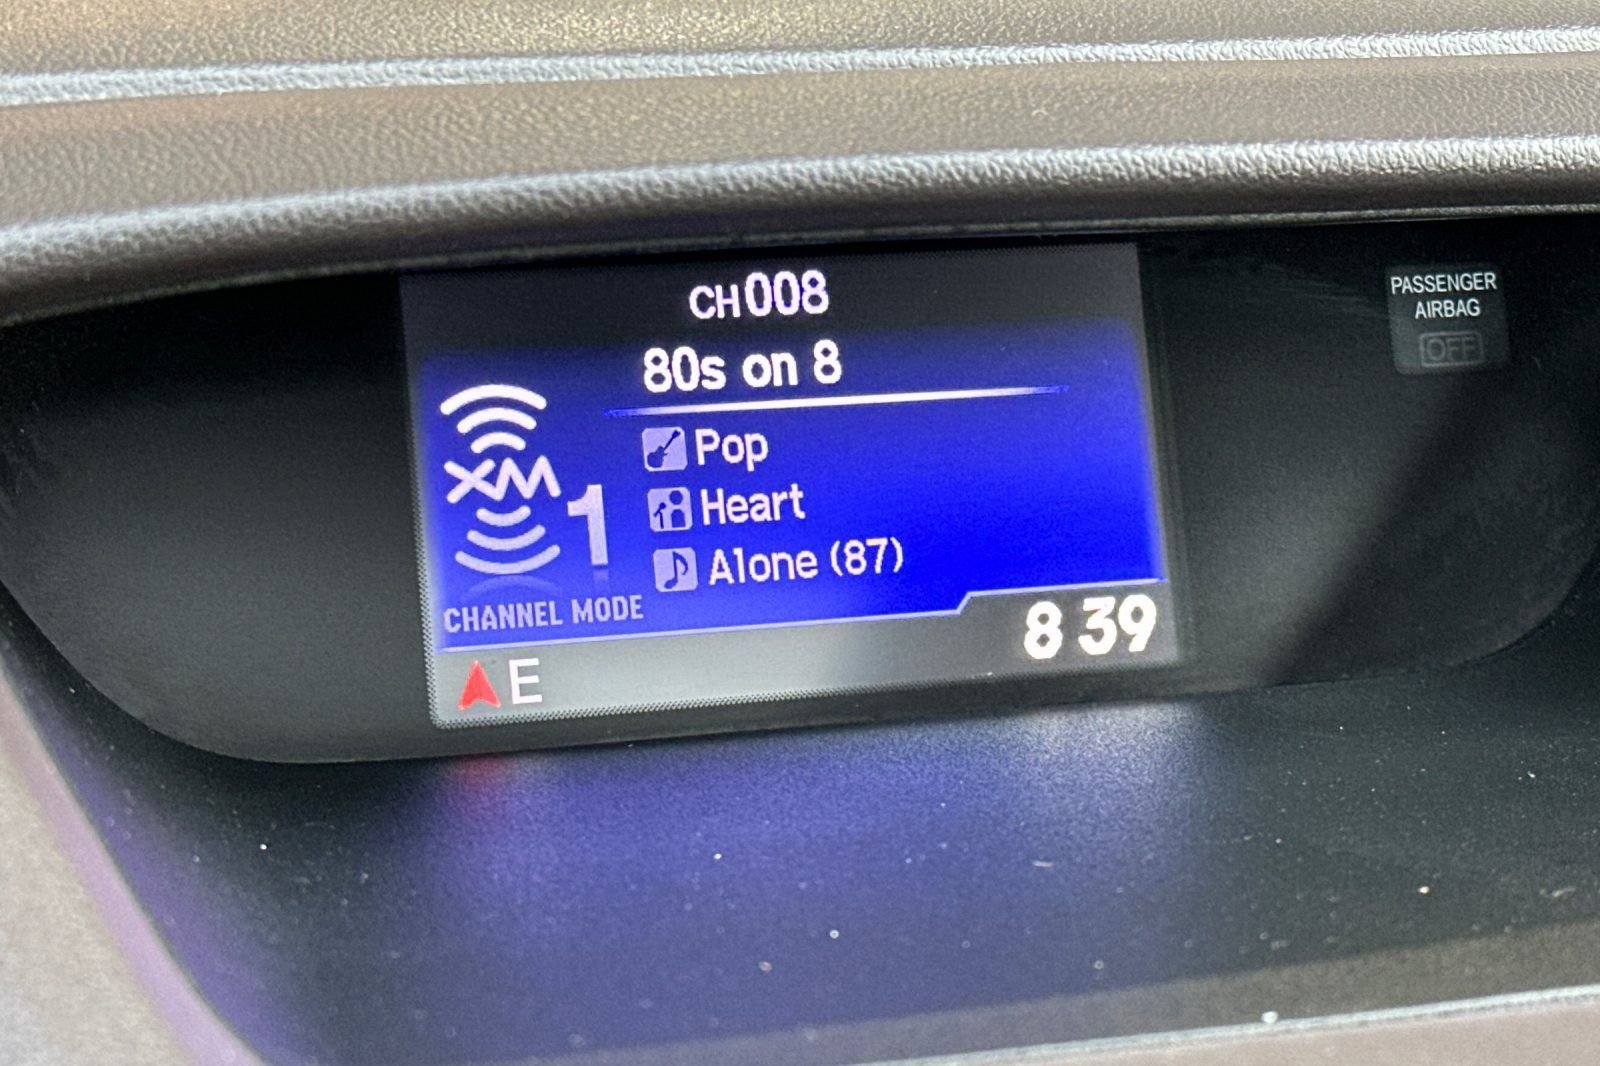 CH008
80s on 8
Pop
XM
1
Heart
Alone (87)
CHANNEL MODE
8 39
E
PASSENGER
AIRBAG
OFF